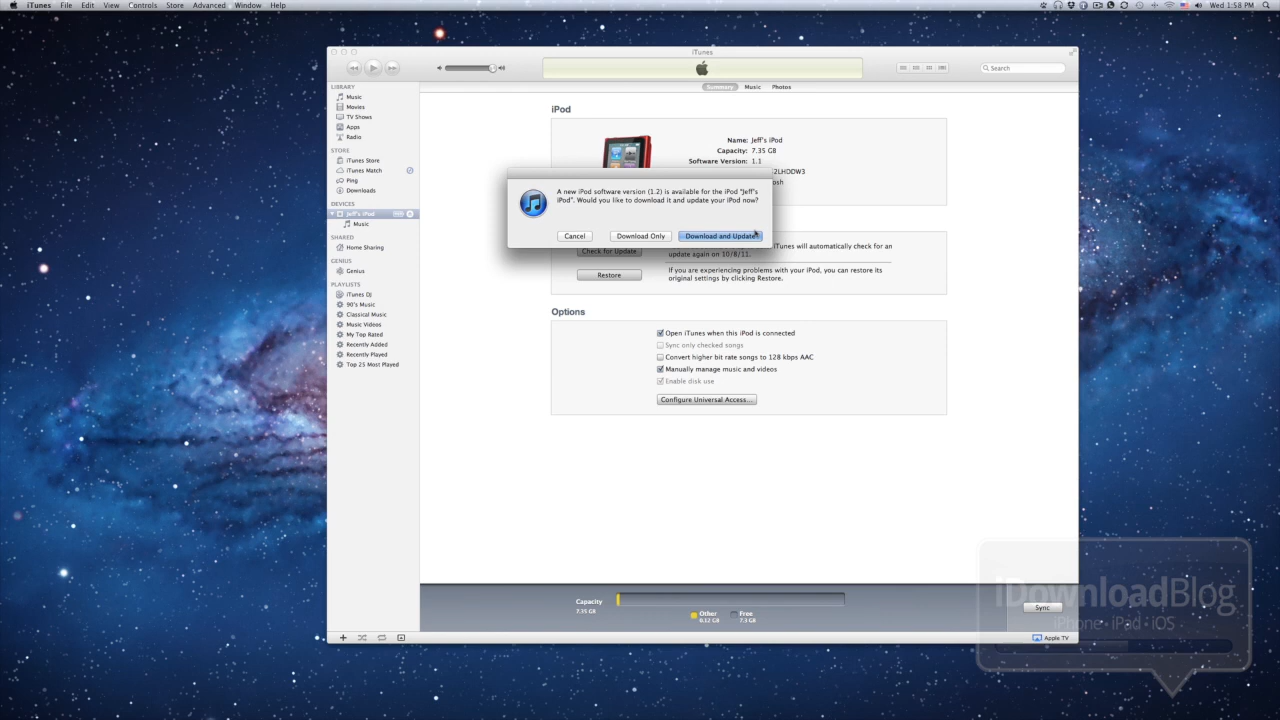 iTunes File Edit View Controls Store Advanced Window Help
Wed 1:58 PM
iTunes
Search
LIBRARY
Music
Movies
TV Shows
Apps
Radio
STORE
iTunes Store
iTunes Match
Ping
Downloads
DEVICES
Jeff's iPod
Music
SHARED
Home Sharing
GENIUS
Genius
PLAYLISTS
iTunes DJ
90's Music
Classical Music
Music Videos
My Top Rated
Recently Added
Recently Played
Top 25 Most Played
Summary Music Photos
iPod
Name: Jeff's iPod
Capacity: 7.35 GB
Software Version: 1.1
2LHDDW3
A new iPod software version (1.2) is available for the iPod "Jeff's
iPod". Would you like to download it and update your iPod now?
Cancel Download Only Download and Update
Check for Update
iTunes will automatically check for an
update again on 10/8/11.
Restore
If you are experiencing problems with your iPod, you can restore its
original settings by clicking Restore.
Options
Open iTunes when this iPod is connected
Sync only checked songs
Convert higher bit rate songs to 128 kbps AAC
Manually manage music and videos
Enable disk use
Configure Universal Access...
Capacity
7.35 GB
Other
Free
7.3 GB
Sync
Apple TV
iDownloadBlog
iPhone • iPad • iOS